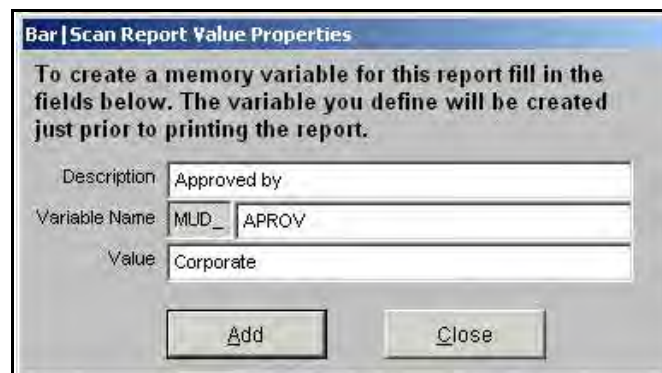 Bar|Scan Report Value Properties
To create a memory variable for this report fill in the
fields below. The variable you define will be created
just prior to printing the report.
Description Approved by
Variable Name MUD_ APROV
Value Corporate
Add Close